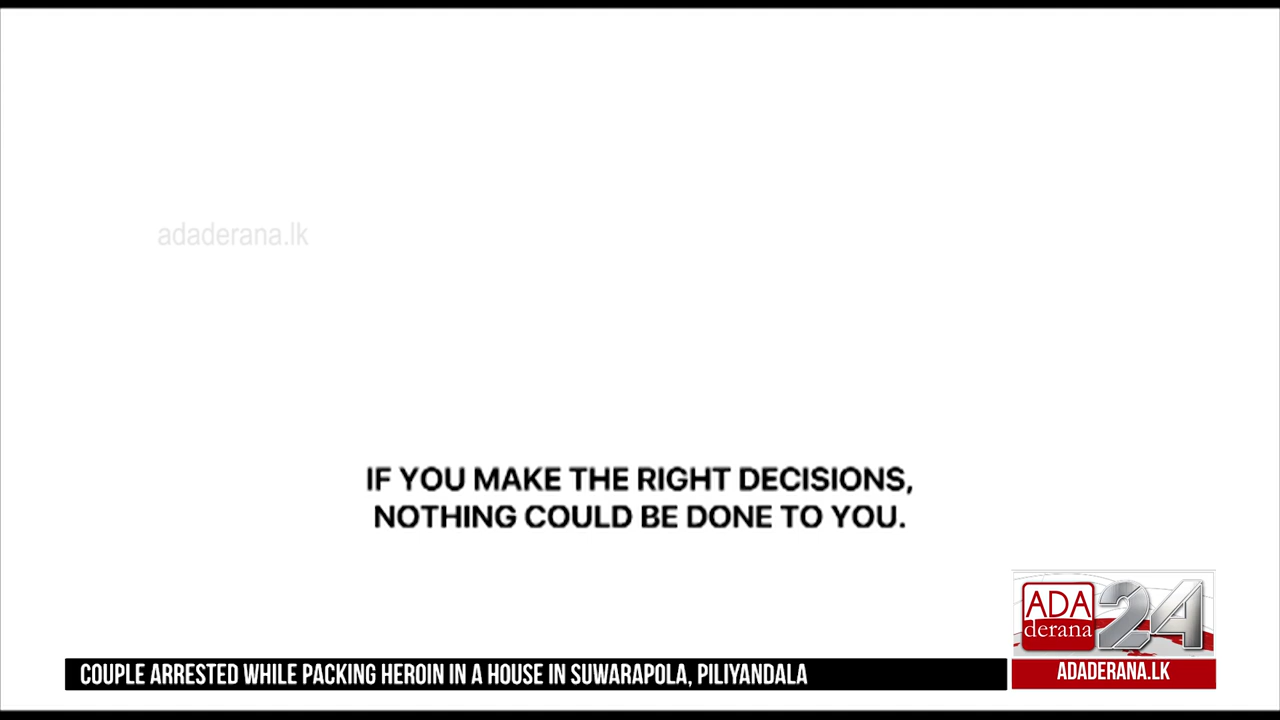 adaderana.lk
IF YOU MAKE THE RIGHT DECISIONS,
NOTHING COULD BE DONE TO YOU.
ADA
derana
24
COUPLE ARRESTED WHILE PACKING HEROIN IN A HOUSE IN SUWARAPOLA, PILIYANDALA
ADADERANA.LK